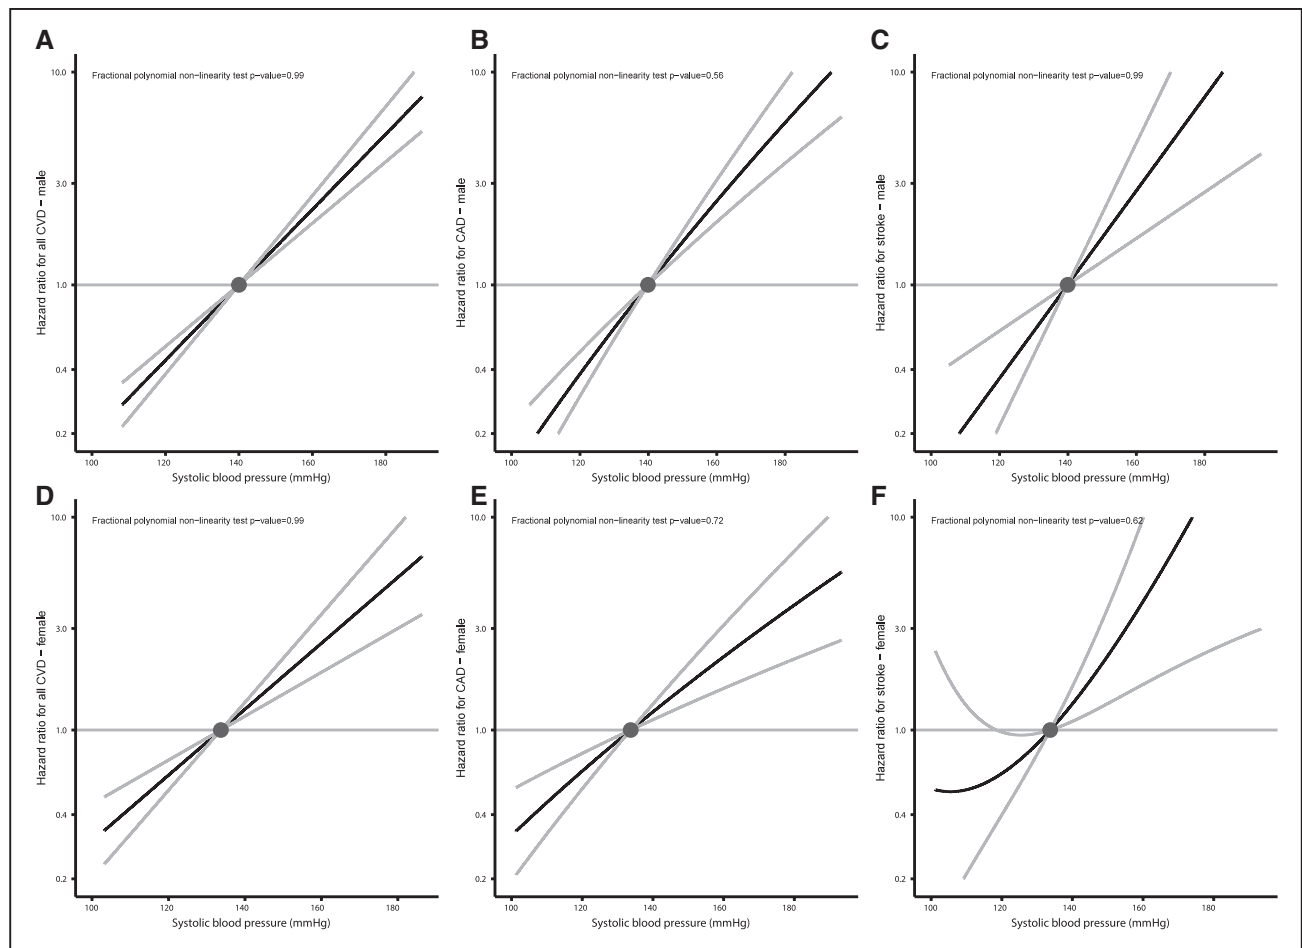 A
Fractional polynomial non-linearity test p-value=0.99
Hazard ratio for all CVD – male
10.0
3.0
1.0
0.4
0.2
100 120 140 160 180
Systolic blood pressure (mmHg)
B
Fractional polynomial non-linearity test p-value=0.56
Hazard ratio for CAD – male
10.0
3.0
1.0
0.4
0.2
100 120 140 160 180
Systolic blood pressure (mmHg)
C
Fractional polynomial non-linearity test p-value=0.99
Hazard ratio for stroke – male
10.0
3.0
1.0
0.4
0.2
100 120 140 160 180
Systolic blood pressure (mmHg)
D
Fractional polynomial non-linearity test p-value=0.99
Hazard ratio for all CVD – female
10.0
3.0
1.0
0.4
0.2
100 120 140 160 180
Systolic blood pressure (mmHg)
E
Fractional polynomial non-linearity test p-value=0.72
Hazard ratio for CAD – female
10.0
3.0
1.0
0.4
0.2
100 120 140 160 180
Systolic blood pressure (mmHg)
F
Fractional polynomial non-linearity test p-value=0.62
Hazard ratio for stroke – female
10.0
3.0
1.0
0.4
0.2
100 120 140 160 180
Systolic blood pressure (mmHg)